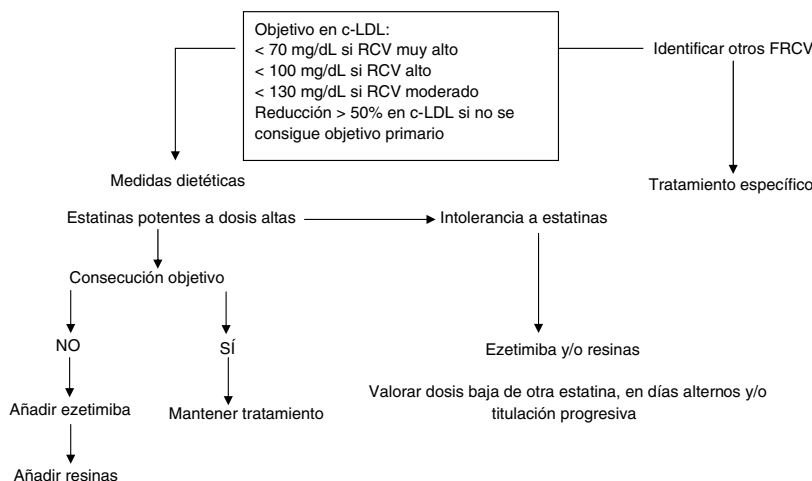 Objetivo en c-LDL:
< 70 mg/dL si RCV muy alto
< 100 mg/dL si RCV alto
< 130 mg/dL si RCV moderado
Reducción > 50% en c-LDL si no se
consigue objetivo primario
Identificar otros FRCV
Medidas dietéticas
Tratamiento específico
Estatinas potentes a dosis altas
Intolerancia a estatinas
Consecución objetivo
NO
SÍ
Ezetimiba y/o resinas
Añadir ezetimiba
Mantener tratamiento
Valorar dosis baja de otra estatina, en días alternos y/o
titulación progresiva
Añadir resinas